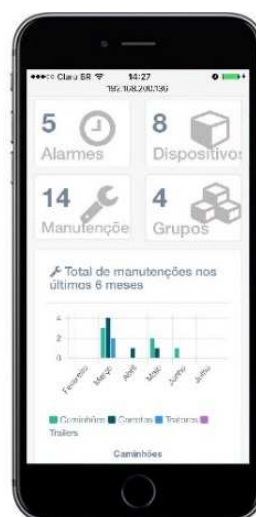 Claro BR 14:27
192.168.200.136
5
Alarmes
8
Dispositivos
14
Manutençõe
4
Grupos
Total de manutenções nos
últimos 6 meses
4
2
0
Fevereiro Março Abril Maio Junho Julho
Caminhões Carretas Tratores
Trailers
Caminhões